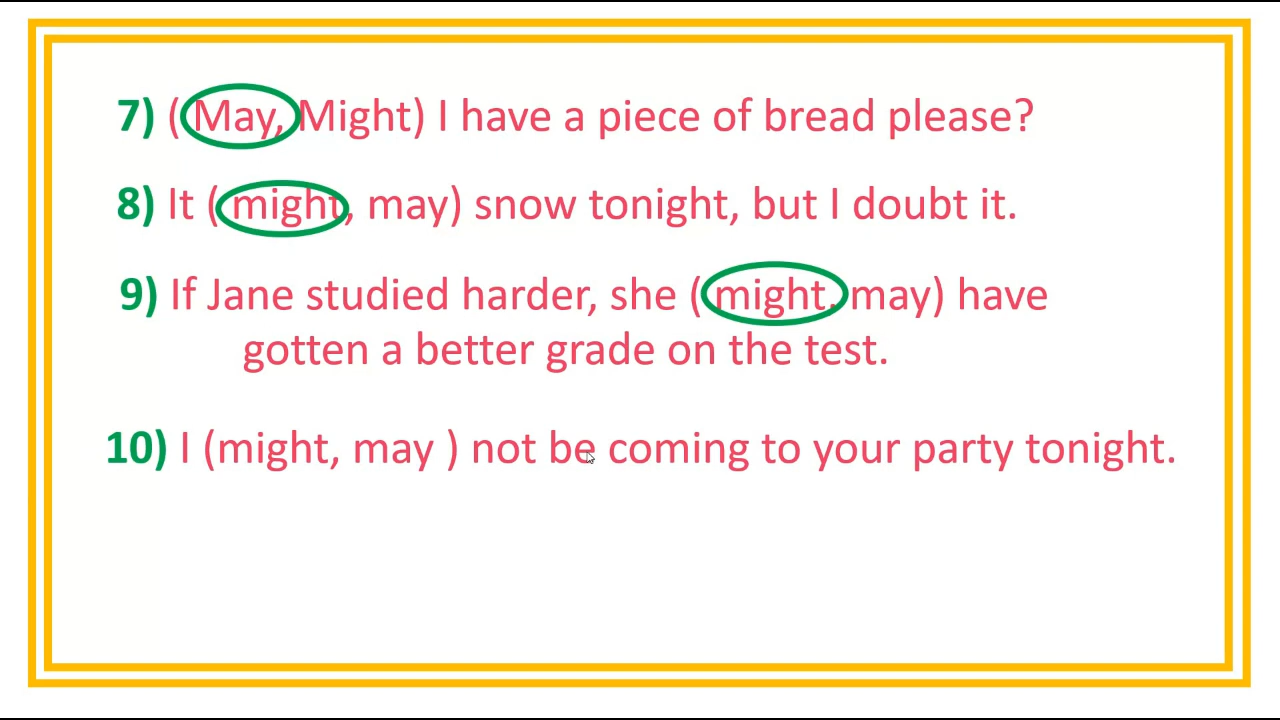 7) ( May, Might) I have a piece of bread please?
8) It ( might, may) snow tonight, but I doubt it.
9) If Jane studied harder, she ( might, may) have
gotten a better grade on the test.
10) I (might, may ) not be coming to your party tonight.